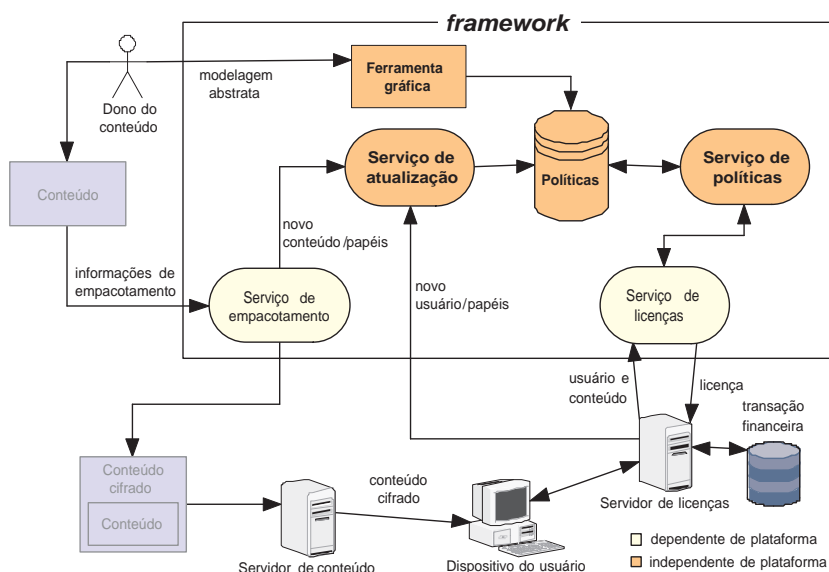 framework
modelagem
abstrata
Ferramenta
gráfica
Dono do
conteúdo
Conteúdo
Serviço de
atualização
Políticas
Serviço de
políticas
novo
conteúdo/papéis
informações de
empacotamento
Serviço de
empacotamento
novo
usuário/papéis
Serviço de
licenças
usuário e
conteúdo
licença
transação
financeira
Conteúdo
cifrado
Conteúdo
conteúdo
cifrado
Servidor de licenças
Servidor de conteúdo
Dispositivo do usuário
dependente de plataforma
independente de plataforma